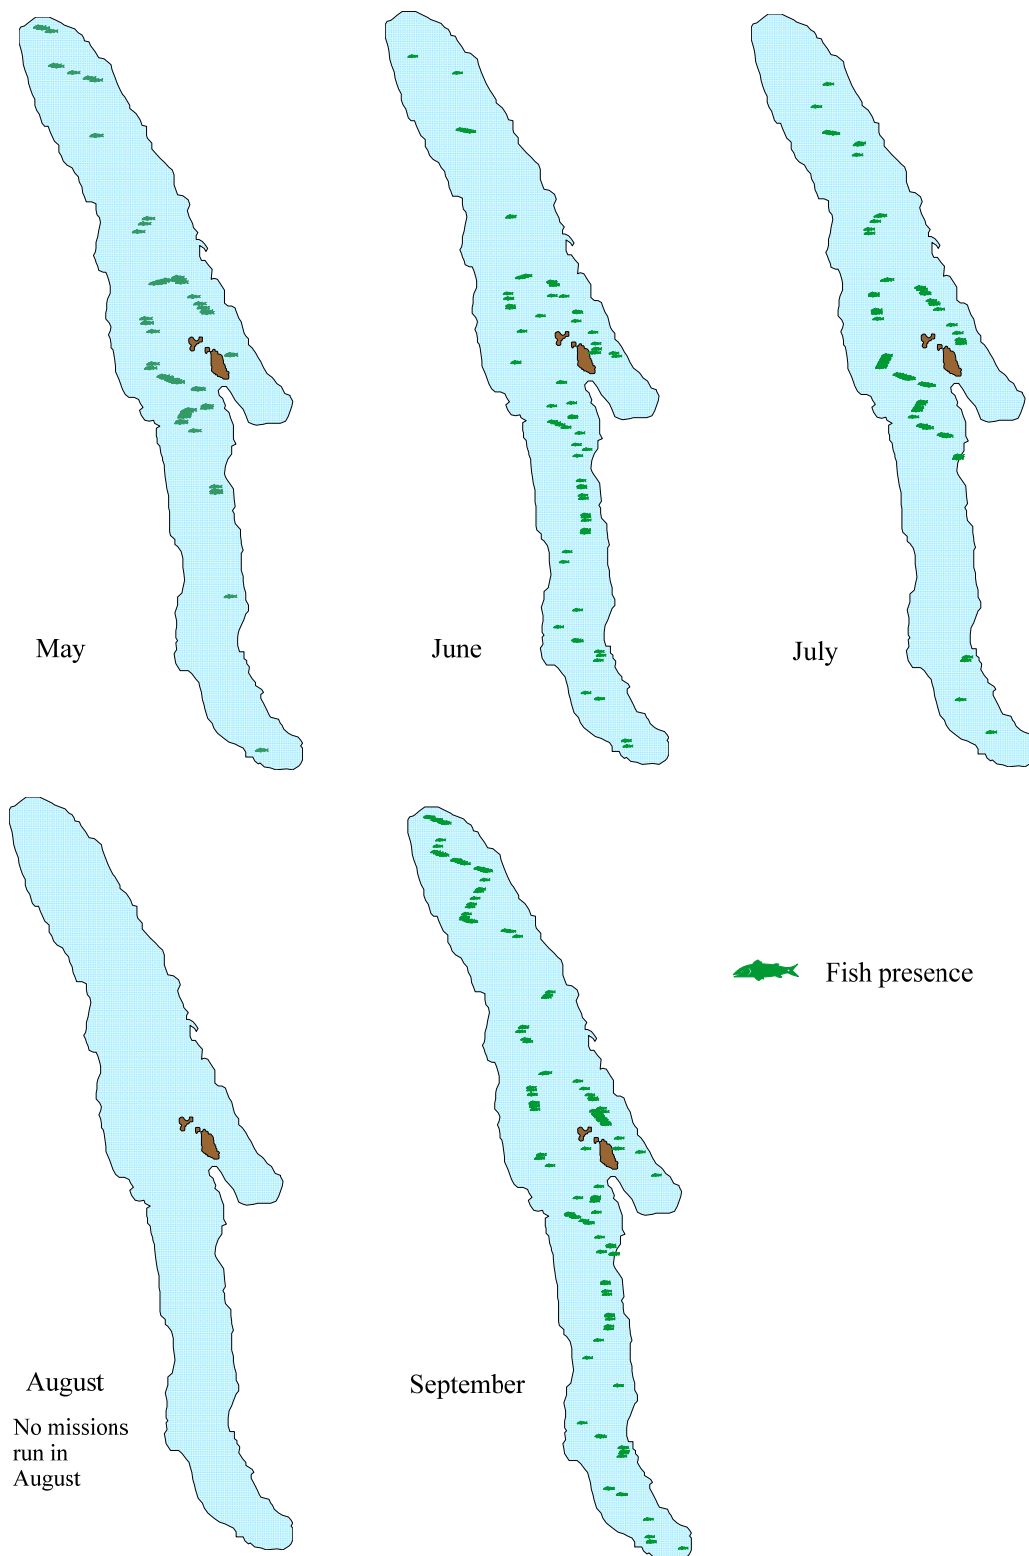 May
June
July
Fish presence
August
September
No missions
run in
August